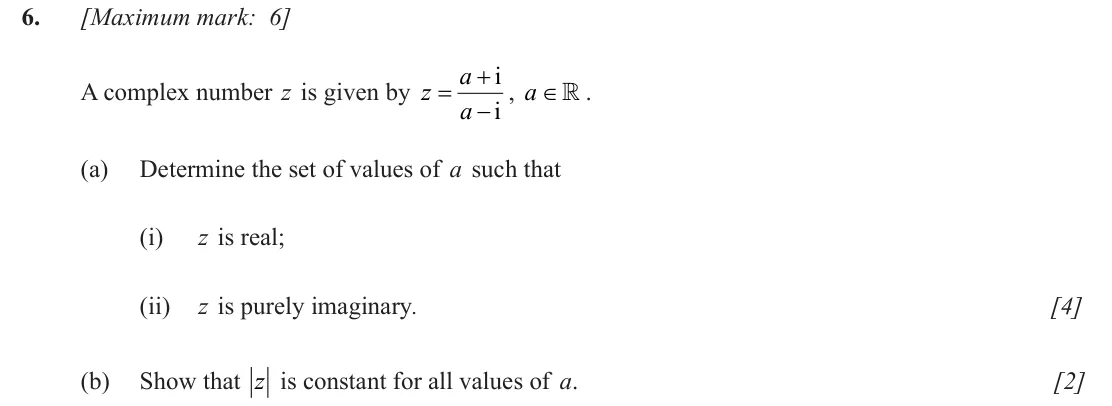 6. [Maximum mark: 6]
A complex number z is given by z = \frac{a+i}{a-i}, a ∈ ℝ.
(a) Determine the set of values of a such that
(i) z is real;
(ii) z is purely imaginary. [4]
(b) Show that |z| is constant for all values of a. [2]